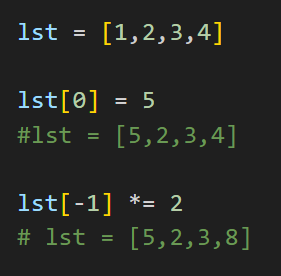 lst = [1,2,3,4]
lst[0] = 5
#lst = [5,2,3,4]
lst[-1] *= 2
# lst = [5,2,3,8]